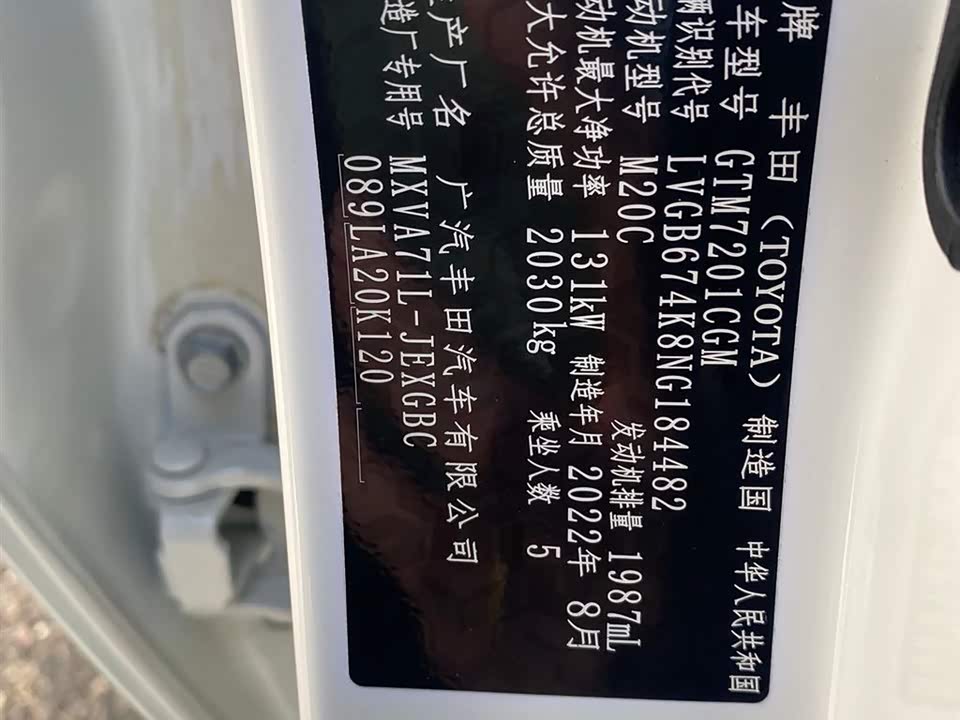 牌 丰田 (TOYOTA) 制造国 中华人民共和国
车型号 GTM7201CGM
辆识别代号 LVGB674K8NG184482
动机型号 M20C 发动机排量 1987mL
动机最大净功率 131kW 制造年月 2022年 8月
大允许总质量 2030kg 乘坐人数 5
产厂名 广汽丰田汽车有限公司
造厂专用号 MXVA71L-JEXGBC
089LA20K120